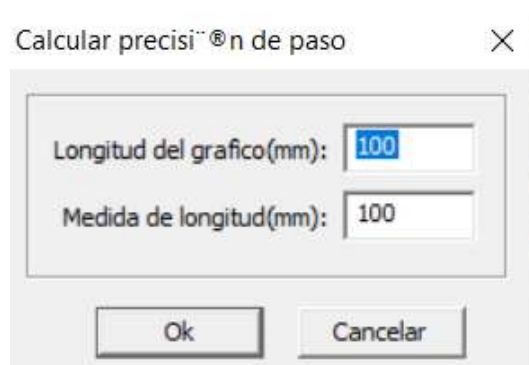 Calcular precisi¨®n de paso
Longitud del grafico(mm): 100
Medida de longitud(mm): 100
Ok Cancelar